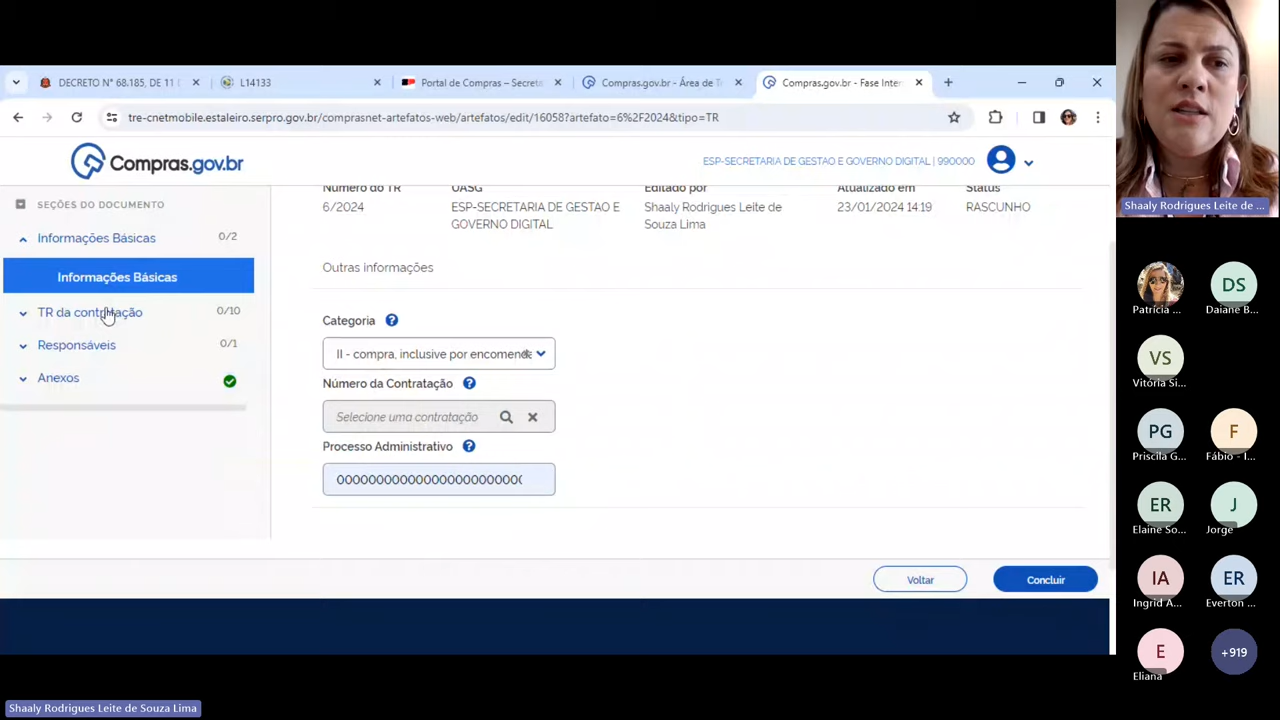 DECRETO N° 68.185, DE 11
L14133
Portal de Compras – Secreta
Compras.gov.br - Área de T
Compras.gov.br - Fase Inter
tre-cnetmobile.estaleiro.serpro.gov.br/comprasnet-artefatos-web/artefatos/edit/16058?artefato=6%2F2024&tipo=TR
Compras.gov.br
ESP-SECRETARIA DE GESTAO E GOVERNO DIGITAL | 990000
SEÇÕES DO DOCUMENTO
Informações Básicas 0/2
Informações Básicas
TR da contratação 0/10
Responsáveis 0/1
Anexos
Número do TR UASG Editado por Atualizado em Status
6/2024 ESP-SECRETARIA DE GESTAO E Shaaly Rodrigues Leite de 23/01/2024 14:19 RASCUNHO
GOVERNO DIGITAL Souza Lima
Outras informações
Categoria
II - compra, inclusive por encomend
Número da Contratação
Selecione uma contratação
Processo Administrativo
Voltar Concluir
Shaaly Rodrigues Leite de ...
DS
Patrícia ... Daiane B...
VS
Vitória Si...
PG F
Priscila G... Fábio - I...
ER J
Elaine So... Jorge
IA ER
Ingrid A... Everton ...
E +919
Eliana
Shaaly Rodrigues Leite de Souza Lima